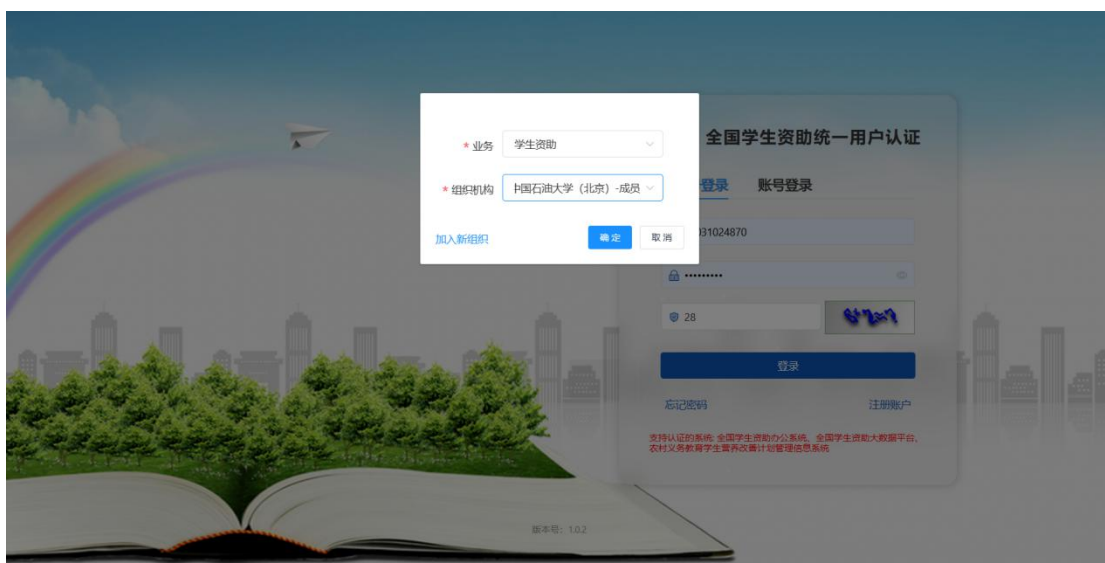 全国学生资助统一用户认证
* 业务 学生资助
登录 账号登录
* 组织机构 中国石油大学（北京）-成员
加入新组织 确定 取消
31024870
•••••••••
28
登录
忘记密码 注册账户
支持认证的系统: 全国学生资助办公系统、全国学生资助大数据平台,
农村义务教育学生营养改善计划管理信息系统
版本号: 1.0.2